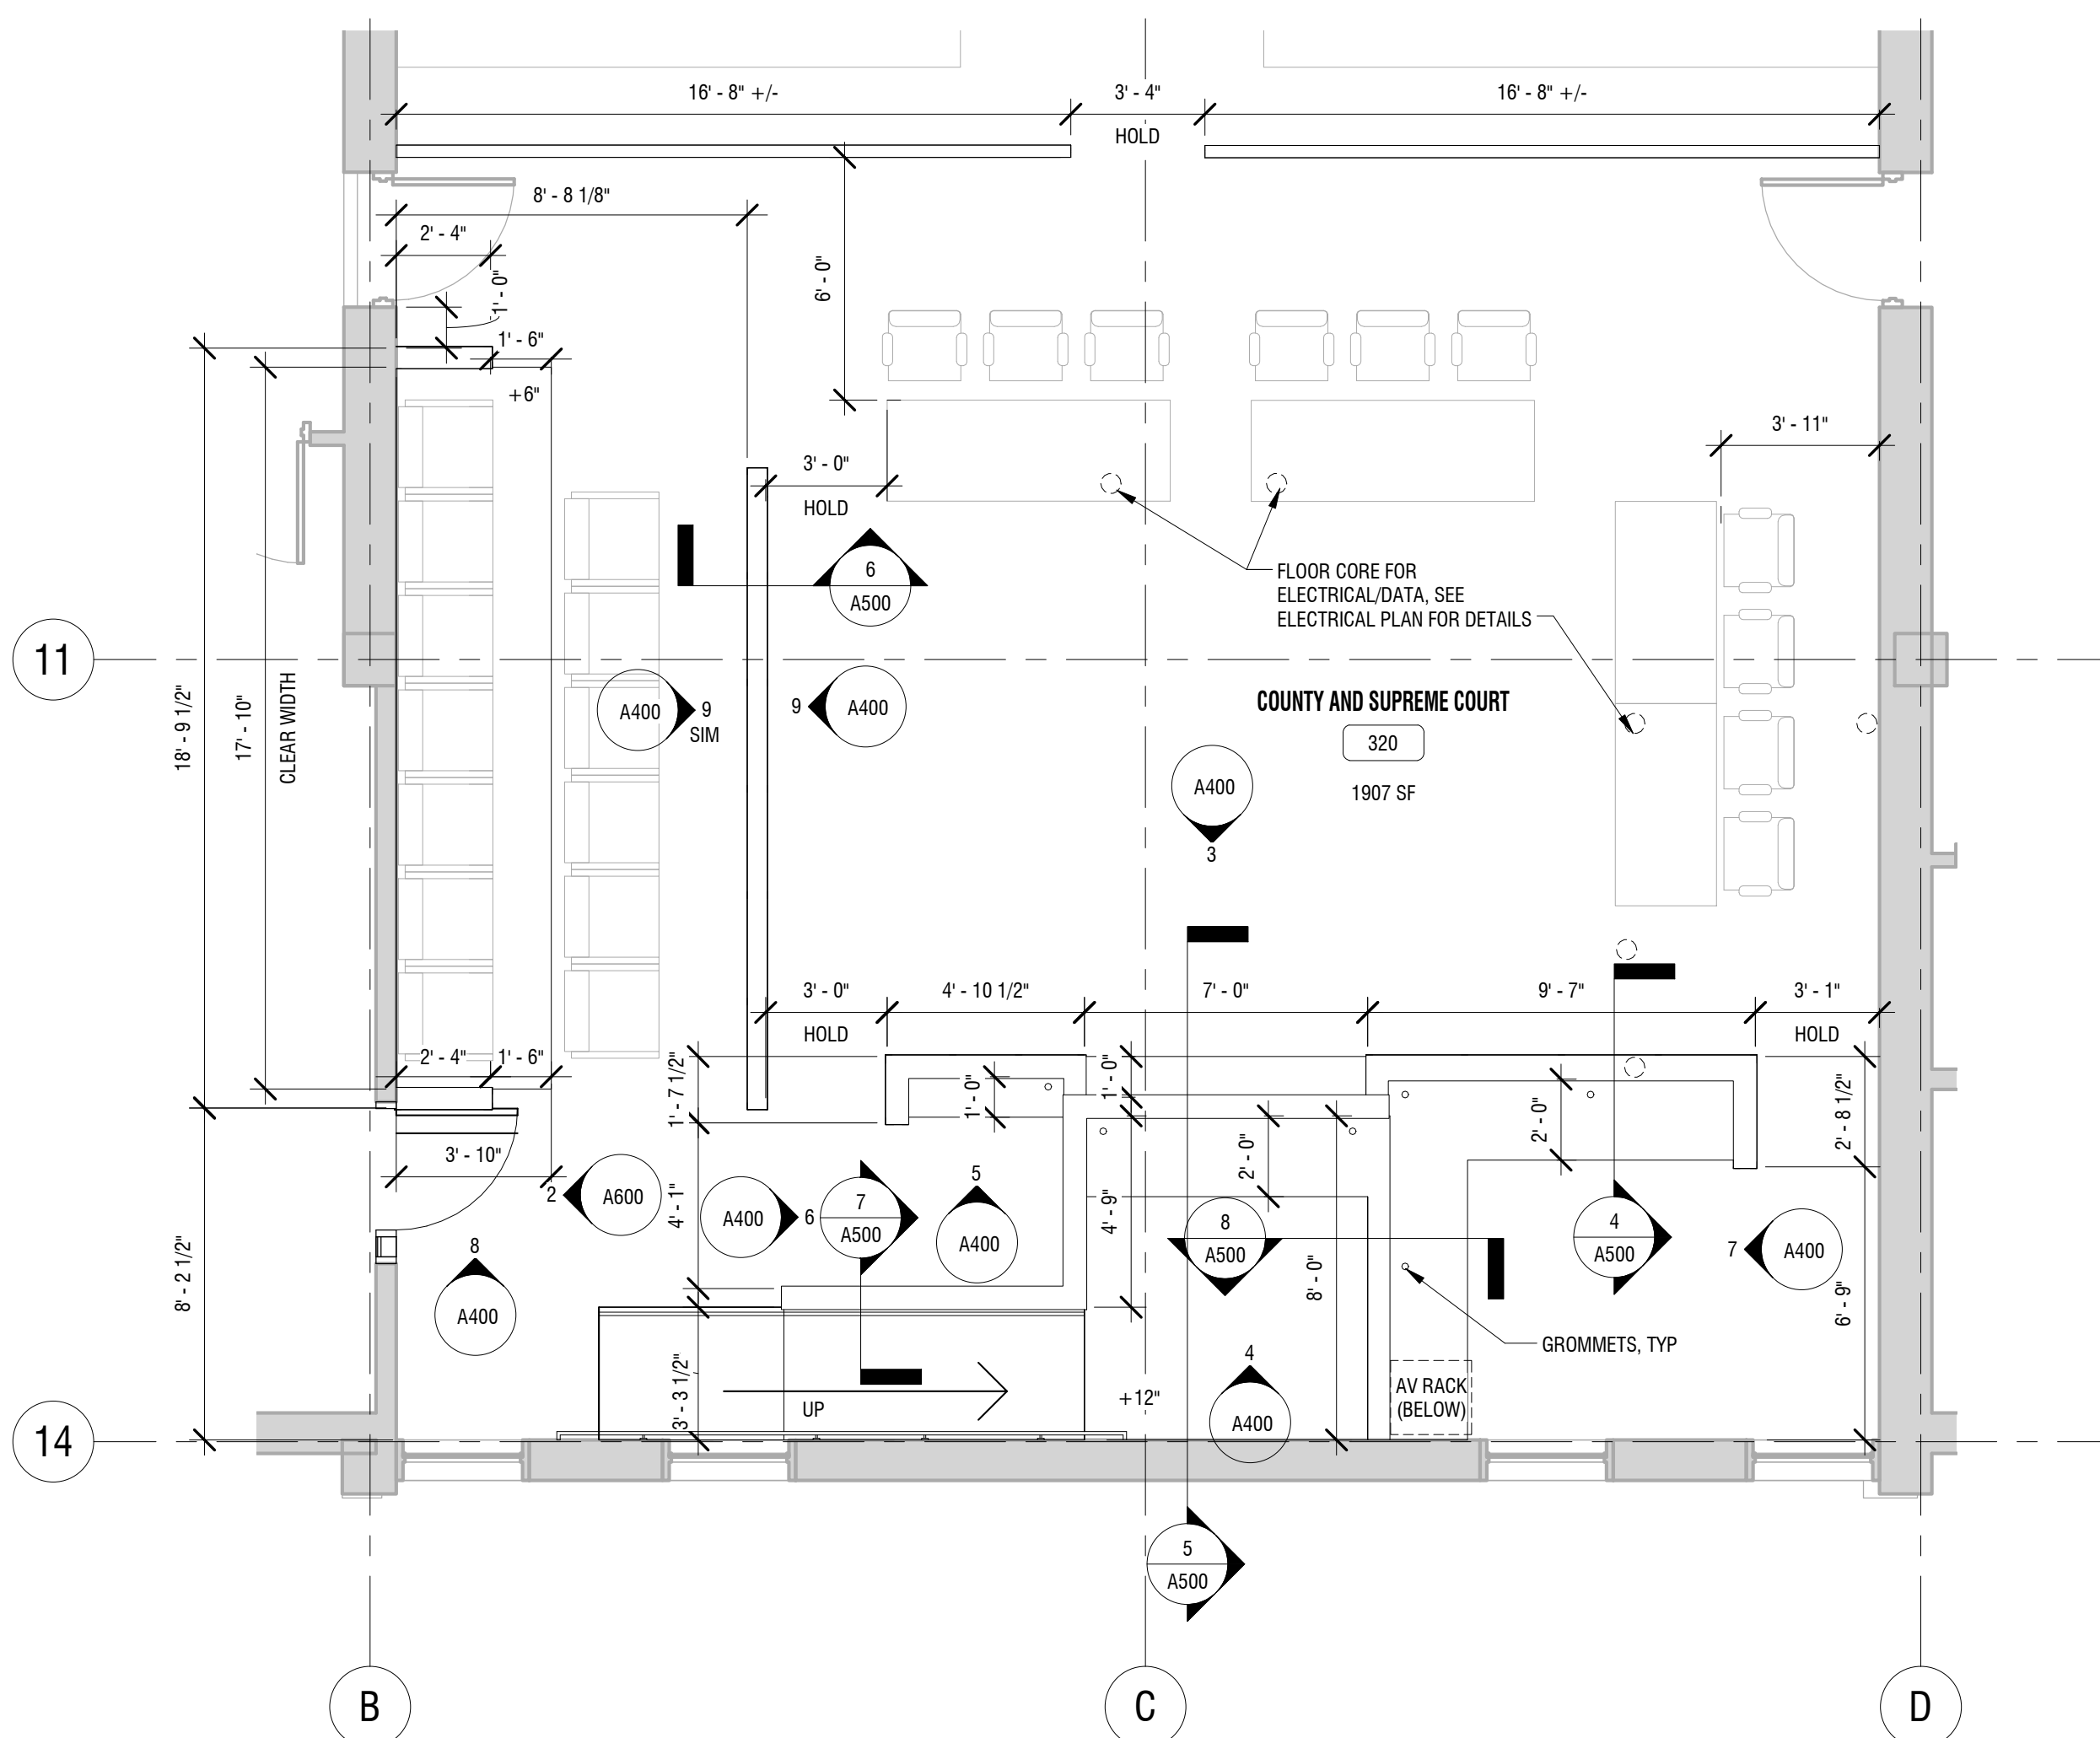 16' - 8" +/-
3' - 4"
16' - 8" +/-
HOLD
8' - 8 1/8"
2' - 4"
1' - 0"
6' - 0"
1' - 6"
+6"
3' - 11"
3' - 0"
HOLD
6
A500
FLOOR CORE FOR
ELECTRICAL/DATA, SEE
ELECTRICAL PLAN FOR DETAILS
11
18' - 9 1/2"
17' - 10"
CLEAR WIDTH
A400
9
SIM
9
A400
COUNTY AND SUPREME COURT
320
1907 SF
A400
3
3' - 0"
4' - 10 1/2"
7' - 0"
9' - 7"
3' - 1"
HOLD
HOLD
2' - 4"
1' - 6"
1' - 7 1/2"
1' - 0"
1' - 0"
2' - 0"
2' - 8 1/2"
3' - 10"
2
A600
4' - 1"
A400
6
7
A500
5
A400
4' - 9"
2' - 0"
8
A500
8' - 0"
4
A500
7
A400
8' - 2 1/2"
8
A400
6' - 9"
GROMMETS, TYP
3' - 3 1/2"
UP
+12"
4
A400
AV RACK
(BELOW)
14
5
A500
B
C
D